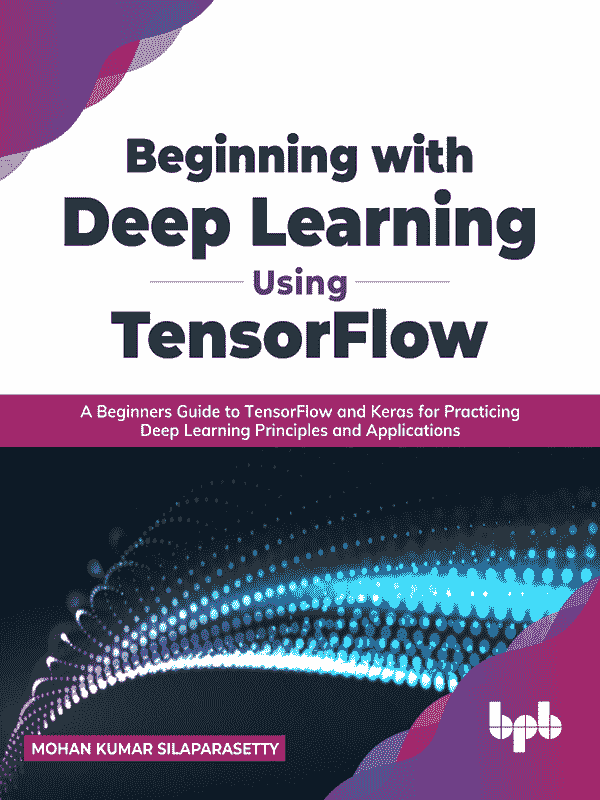 Beginning with
Deep Learning
Using
TensorFlow
A Beginners Guide to TensorFlow and Keras for Practicing
Deep Learning Principles and Applications
MOHAN KUMAR SILAPARASETTY
bpb